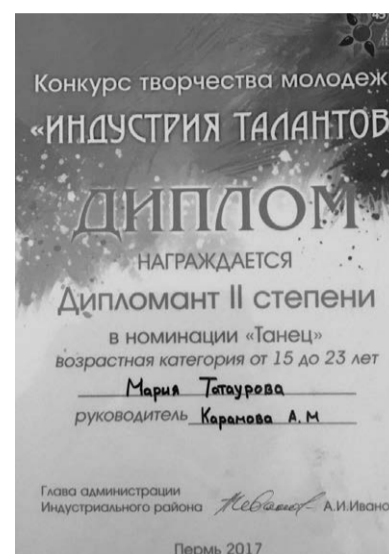 45
Конкурс творчества молодеж
«ИНДУСТРИЯ ТАЛАНТОВ
ДИПЛОМ
НАГРАЖДАЕТСЯ
Дипломант II степени
в номинации «Танец»
возрастная категория от 15 до 23 лет
Мария Татаурова
руководитель Карамова А. М
Глава администрации
Индустриального района А.И.Ивано
Пермь 2017